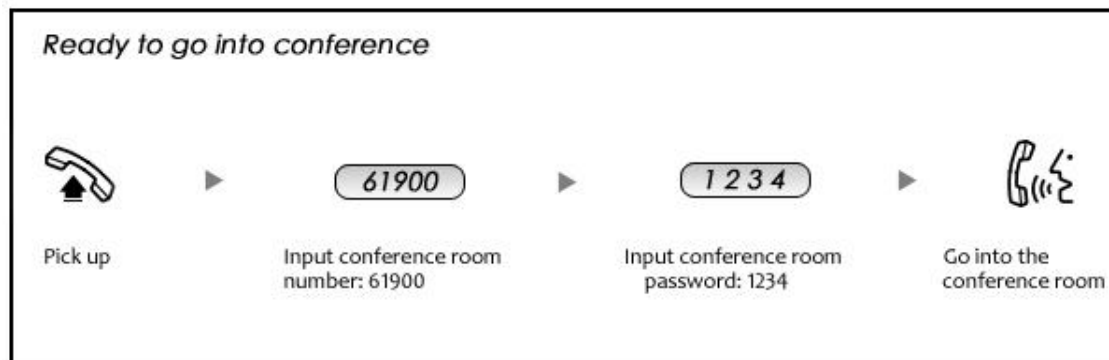 Ready to go into conference
61900
1 2 3 4
Pick up
Input conference room
number: 61900
Input conference room
password: 1234
Go into the
conference room